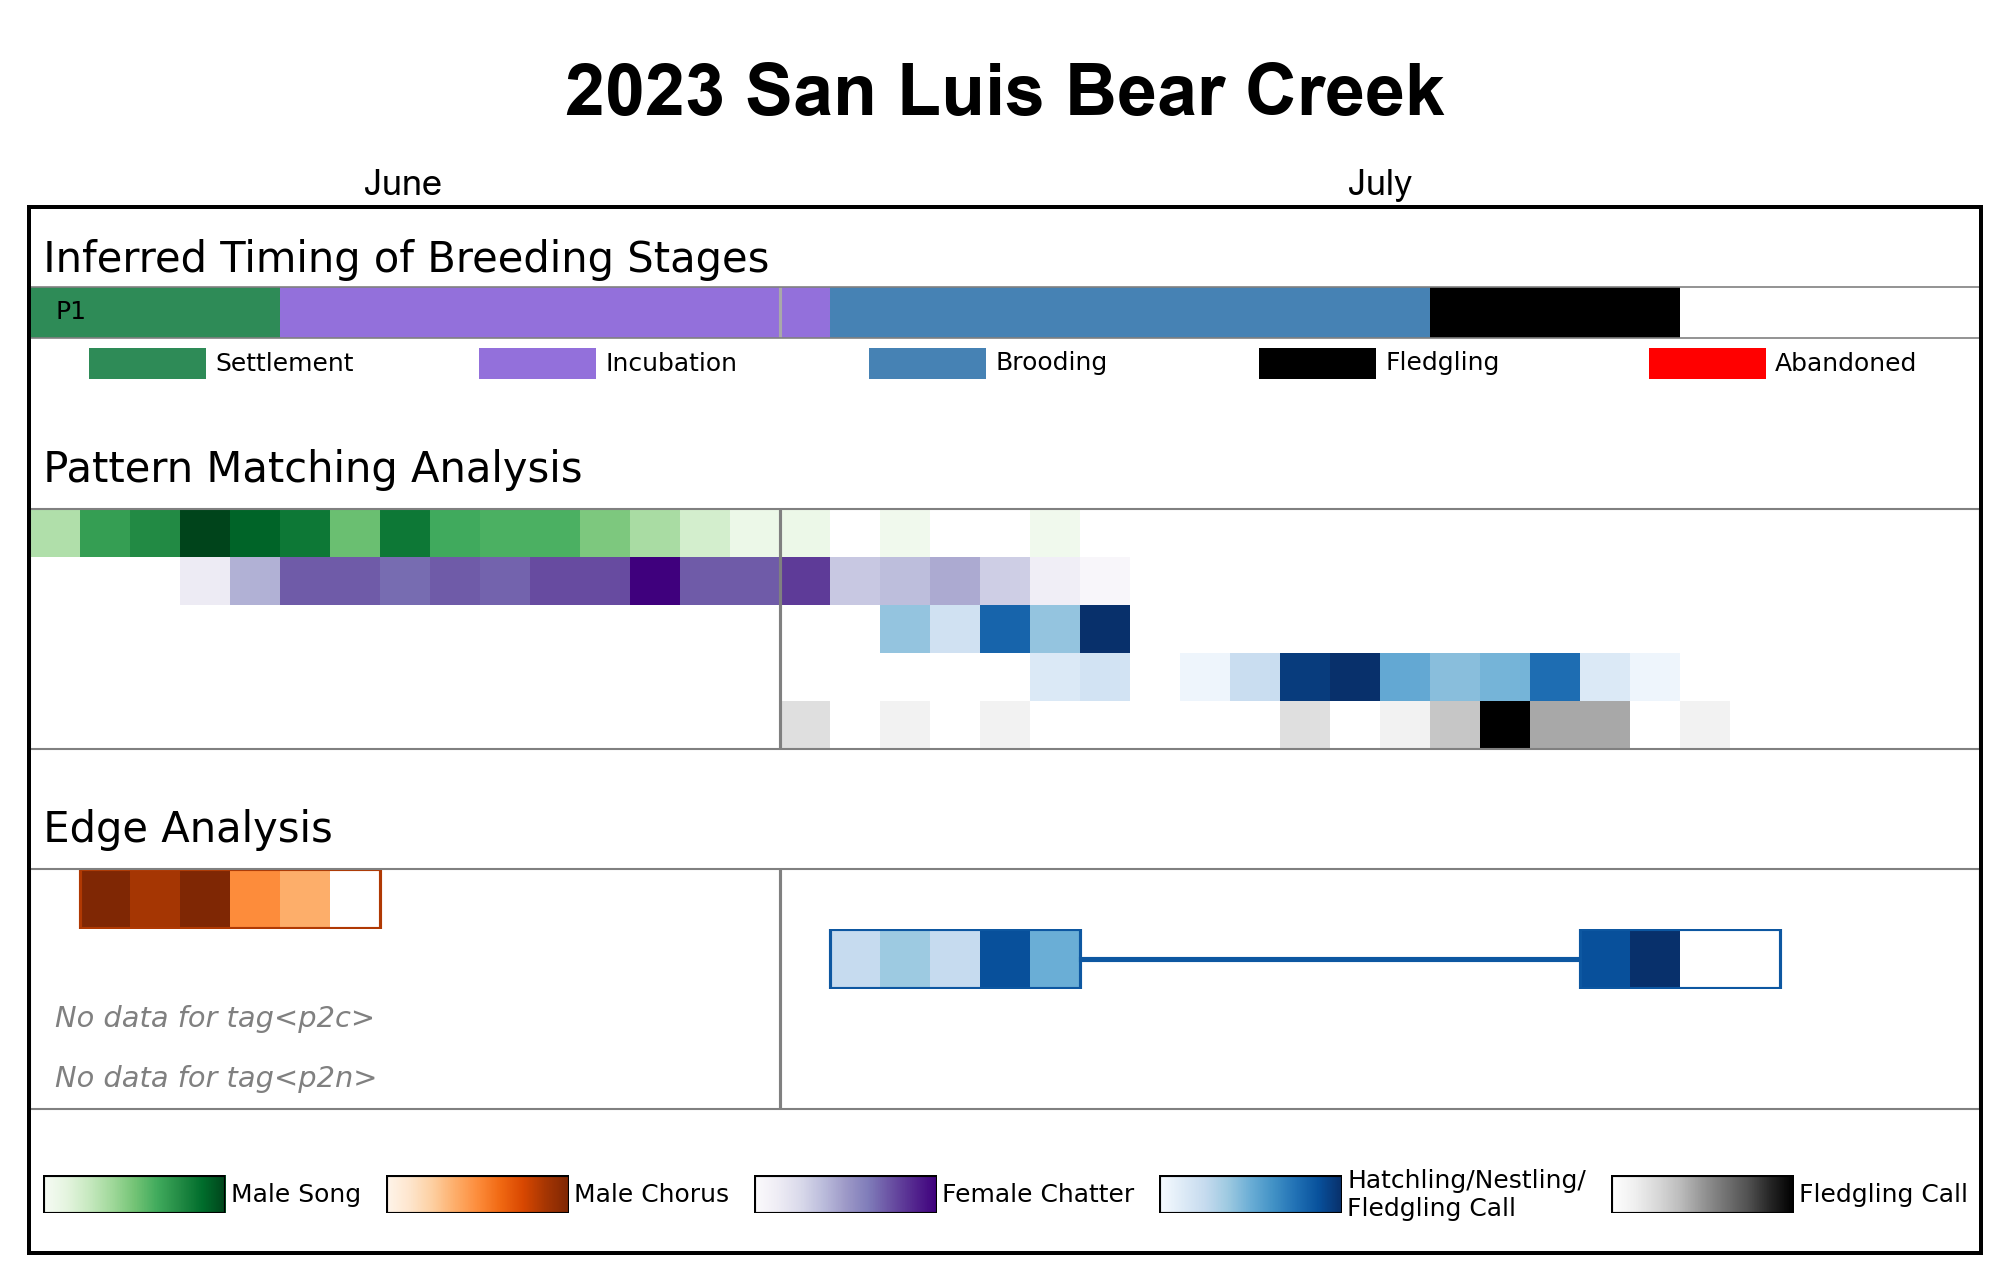 2023 San Luis Bear Creek
June July
Inferred Timing of Breeding Stages
P1
Settlement Incubation Brooding Fledgling Abandoned
Pattern Matching Analysis
Edge Analysis
No data for tag<p2c>
No data for tag<p2n>
Male Song Male Chorus Female Chatter Hatchling/Nestling/
Fledgling Call Fledgling Call